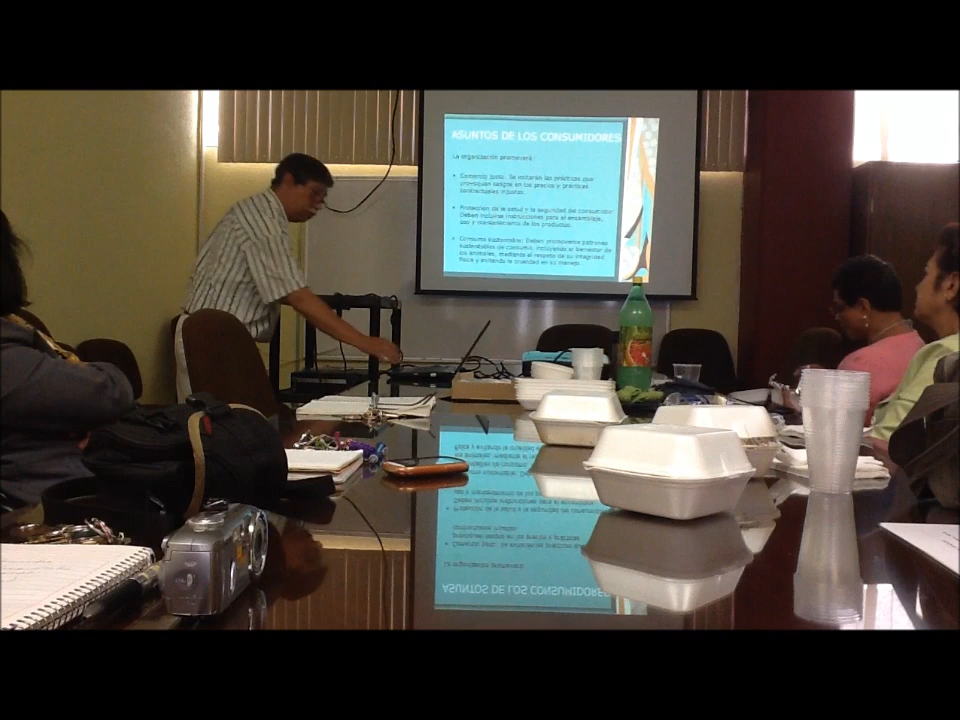 ASUNTOS DE LOS CONSUMIDORES
La organización promoverá:
• Comercio justo: Se evitarán las prácticas que
provoquen sesgos en los precios y prácticas
contractuales injustas.
• Protección de la salud y la seguridad del consumidor:
Deben incluirse instrucciones para el ensamblaje,
uso y mantenimiento de los productos.
• Consumo sustentable: Deben promoverse patrones
sustentables de consumo, incluyendo el bienestar de
los animales, mediante el respeto de su integridad
física y evitando la crueldad en su manejo.